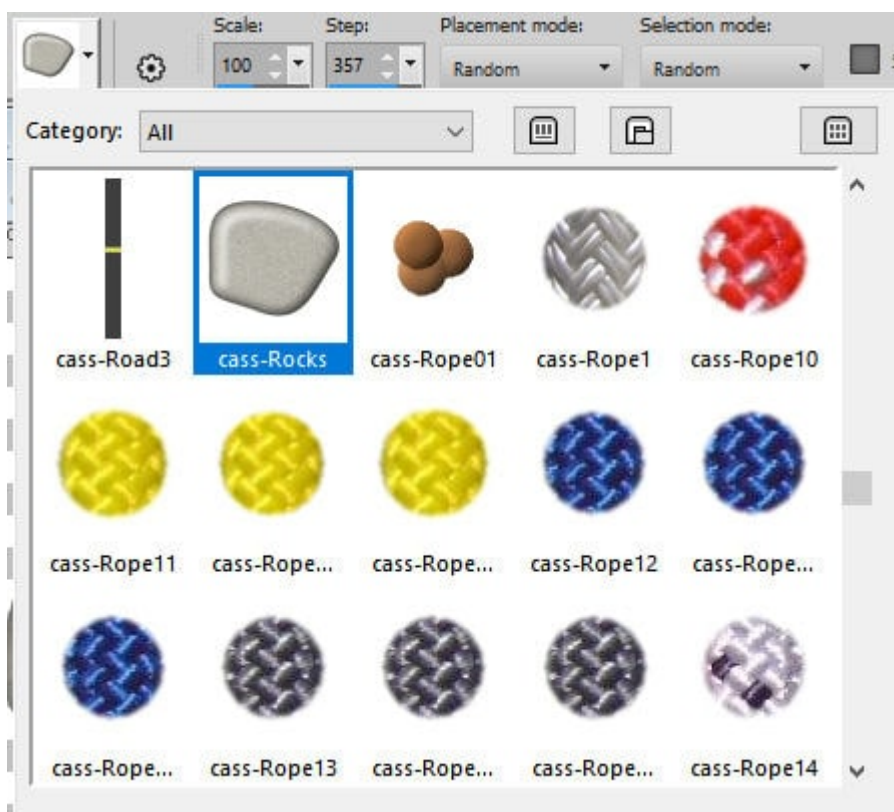 Scale: Step: Placement mode: Selection mode:
100 357 Random Random
Category: All
cass-Road3 cass-Rocks cass-Rope01 cass-Rope1 cass-Rope10
cass-Rope11 cass-Rope... cass-Rope... cass-Rope12 cass-Rope...
cass-Rope... cass-Rope13 cass-Rope... cass-Rope... cass-Rope14